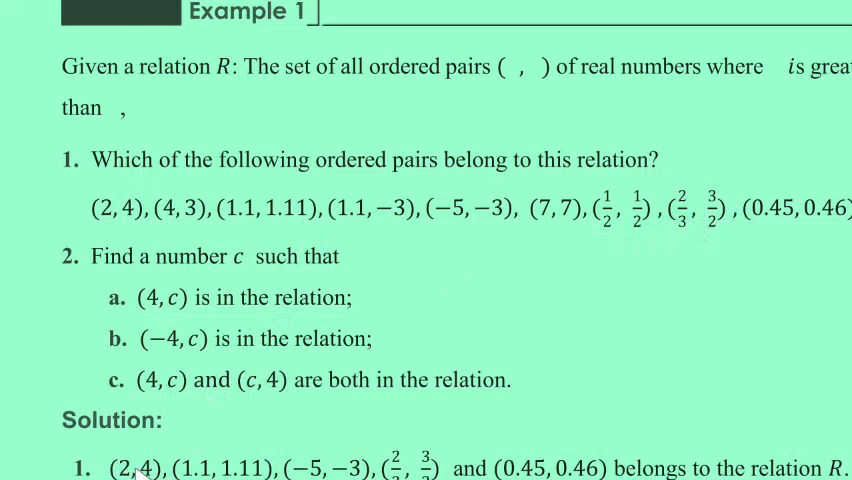 Example 1
Given a relation R: The set of all ordered pairs ( , ) of real numbers where is
than ,
1. Which of the following ordered pairs belong to this relation?
(2, 4), (4, 3), (1.1, 1.11), (1.1, −3), (−5, −3), (7, 7), (1/2, 1/2), (2/3, 3/2), (0.45, 0.46)
2. Find a number c such that
a. (4, c) is in the relation;
b. (−4, c) is in the relation;
c. (4, c) and (c, 4) are both in the relation.
Solution:
1. (2, 4), (1.1, 1.11), (−5, −3), (2/3, 3/2) and (0.45, 0.46) belongs to the relation R.